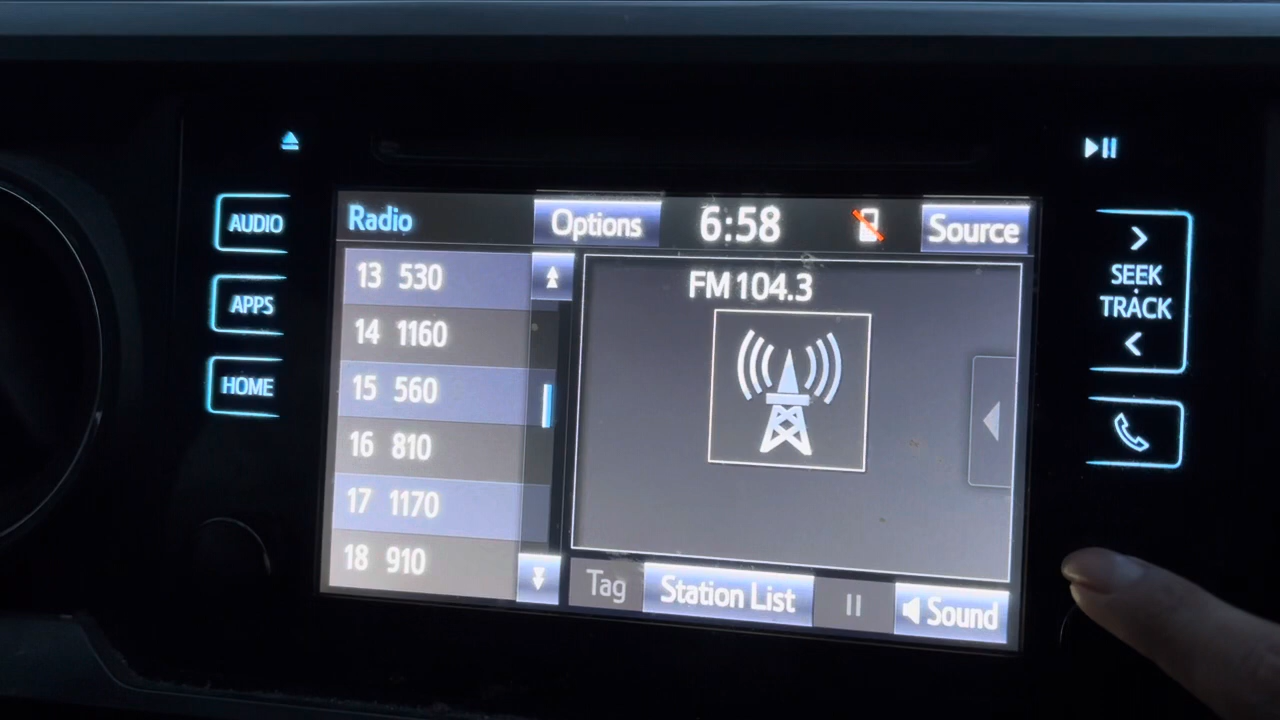 AUDIO
APPS
HOME
Radio
Options
6:58
Source
13 530
14 1160
15 560
16 810
17 1170
18 910
FM 104.3
Tag
Station List
Sound
SEEK
TRACK